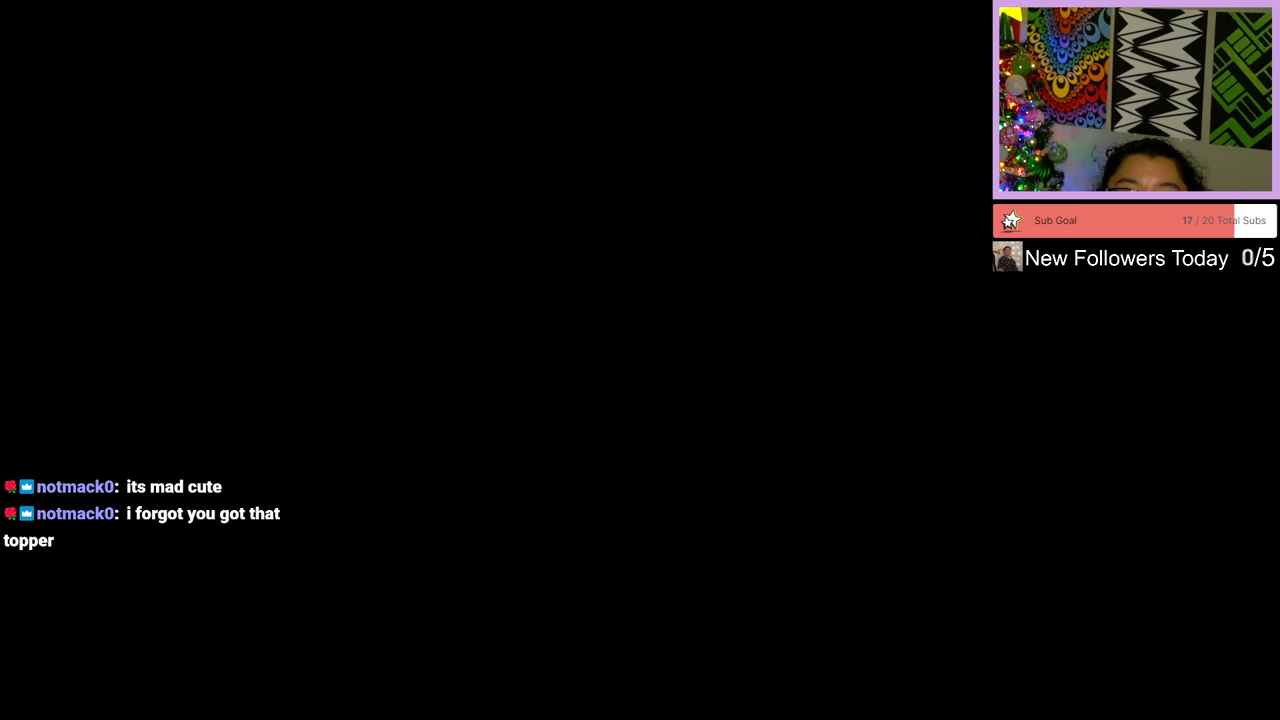 Sub Goal 17 / 20 Total Subs
New Followers Today 0/5
notmack0: its mad cute
notmack0: i forgot you got that
topper